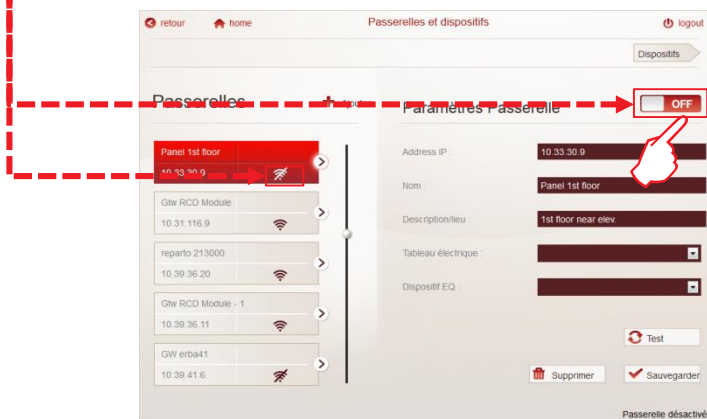 retour home Passerelles et dispositifs logout
Dispositifs
Passerelles Ajouter
Paramètres Passerelle OFF
Panel 1st floor
10.33.30.9
Gtw RCD Module
10.31.116.9
reparto 213000
10.39.36.20
Gtw RCD Module - 1
10.39.36.11
GW erba41
10.39.41.6
Address IP : 10.33.30.9
Nom : Panel 1st floor
Description/lieu : 1st floor near elev.
Tableau électrique :
Dispositif EQ :
Test
Supprimer Sauvegarder
Passerelle désactivé